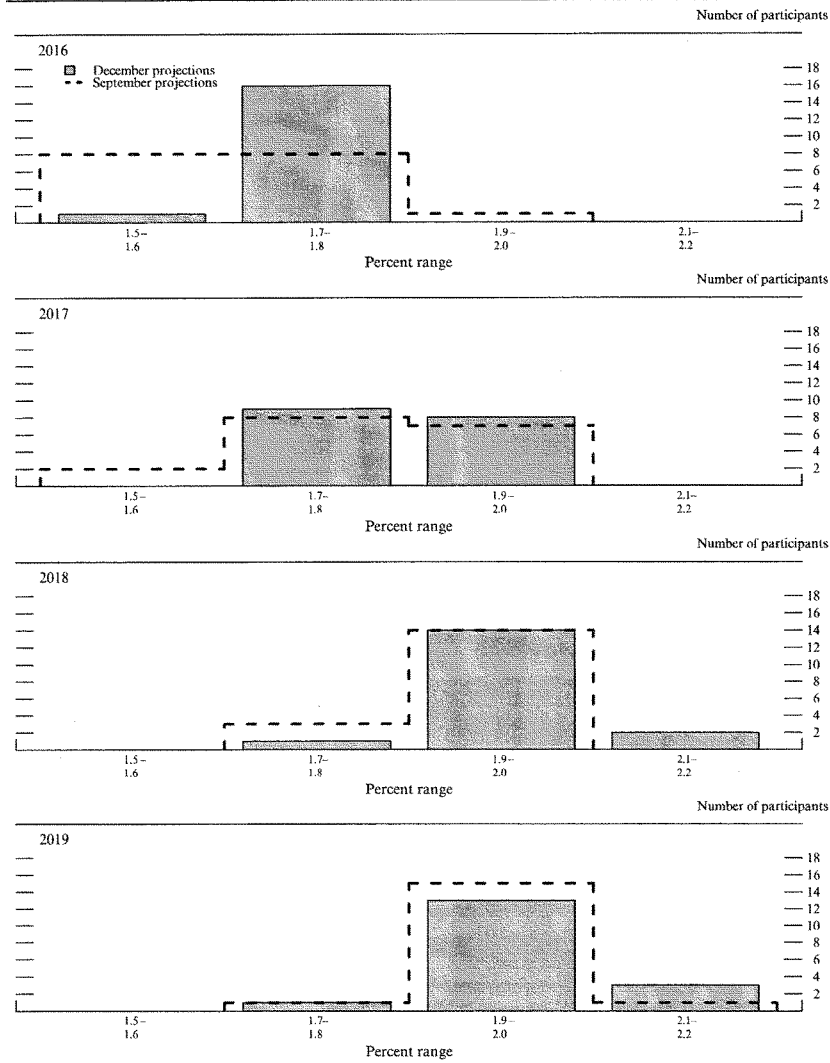 Number of participants
2016
December projections
September projections
18
16
14
12
10
8
6
4
2
1.5– 1.7– 1.9– 2.1–
1.6 1.8 2.0 2.2
Percent range
Number of participants
2017
18
16
14
12
10
8
6
4
2
1.5– 1.7– 1.9– 2.1–
1.6 1.8 2.0 2.2
Percent range
Number of participants
2018
18
16
14
12
10
8
6
4
2
1.5– 1.7– 1.9– 2.1–
1.6 1.8 2.0 2.2
Percent range
Number of participants
2019
18
16
14
12
10
8
6
4
2
1.5– 1.7– 1.9– 2.1–
1.6 1.8 2.0 2.2
Percent range